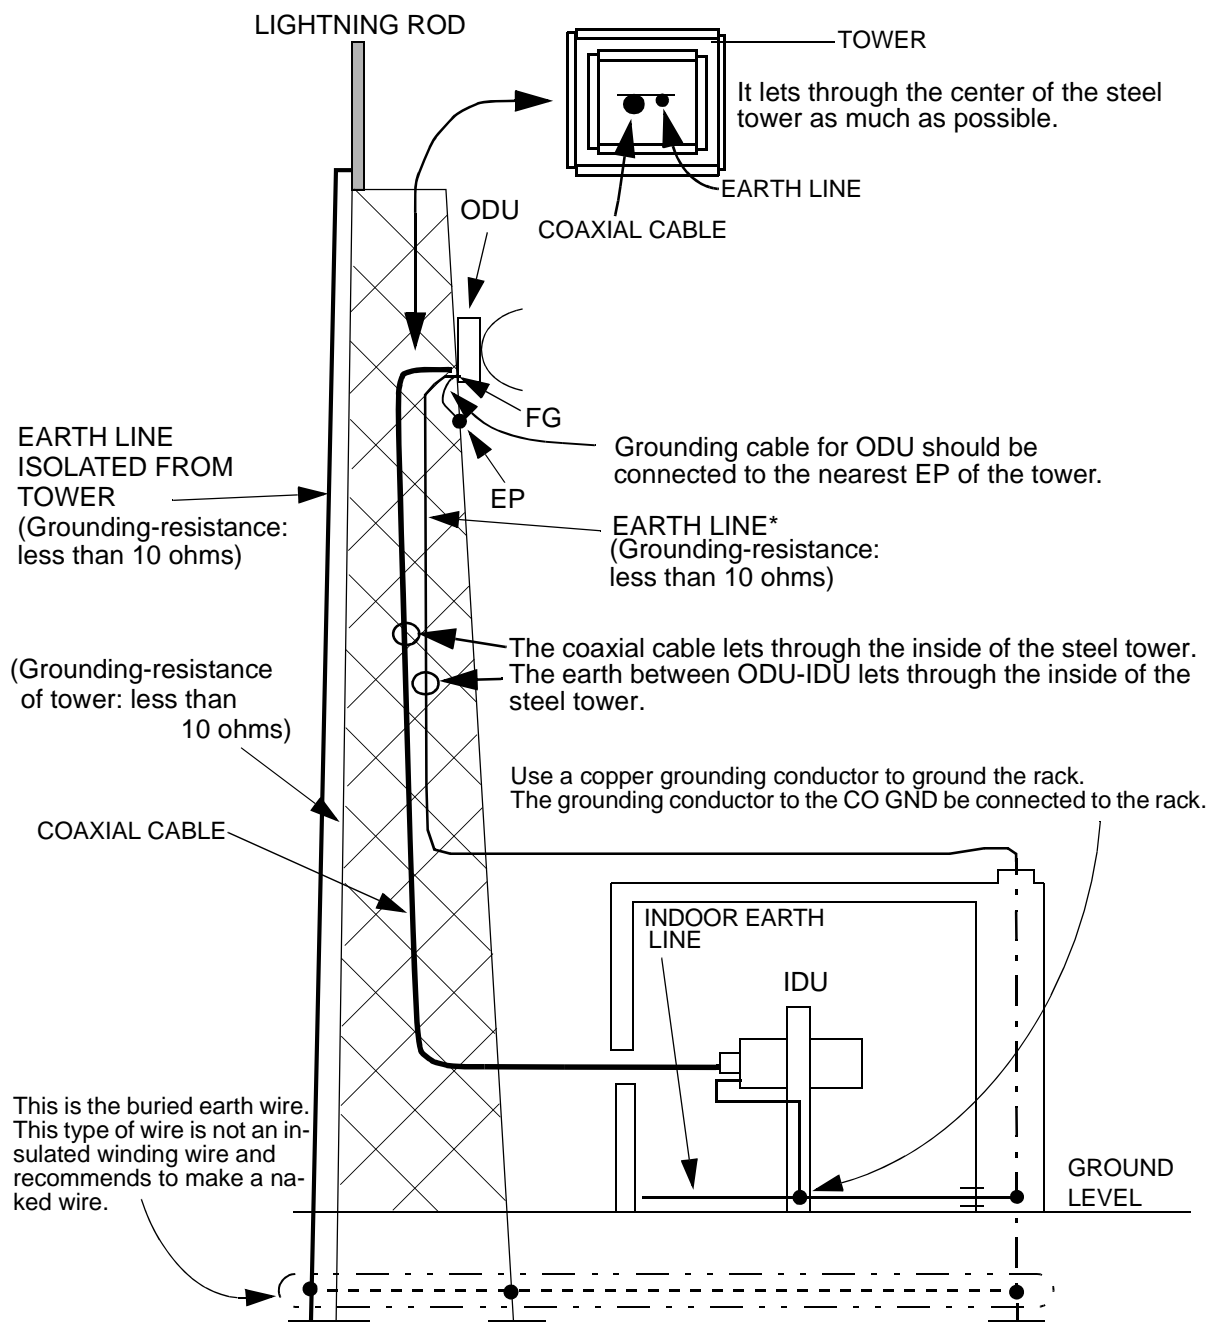 LIGHTNING ROD
TOWER
It lets through the center of the steel
tower as much as possible.
EARTH LINE
COAXIAL CABLE
ODU
FG
Grounding cable for ODU should be
connected to the nearest EP of the tower.
EP
EARTH LINE
ISOLATED FROM
TOWER
(Grounding-resistance:
less than 10 ohms)
EARTH LINE*
(Grounding-resistance:
less than 10 ohms)
The coaxial cable lets through the inside of the steel tower.
The earth between ODU-IDU lets through the inside of the
steel tower.
(Grounding-resistance
of tower: less than
10 ohms)
Use a copper grounding conductor to ground the rack.
The grounding conductor to the CO GND be connected to the rack.
COAXIAL CABLE
INDOOR EARTH
LINE
IDU
This is the buried earth wire.
This type of wire is not an in-
sulated winding wire and
recommends to make a na-
ked wire.
GROUND
LEVEL